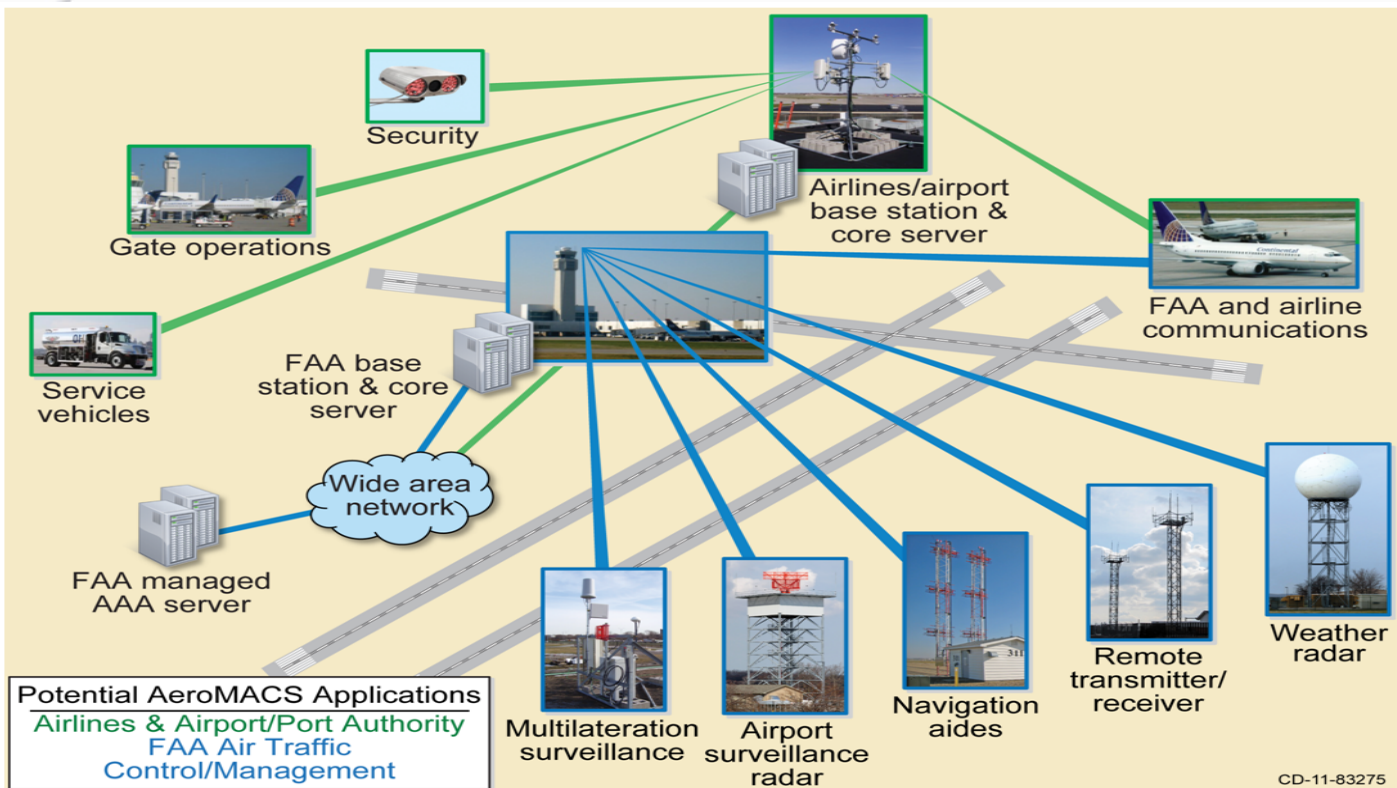 Security
Gate operations
Airlines/airport
base station &
core server
Service
vehicles
FAA base
station & core
server
Continental
FAA and airline
communications
Wide area
network
FAA managed
AAA server
Multilateration
surveillance
Airport
surveillance
radar
311
Navigation
aides
Remote
transmitter/
receiver
Weather
radar
Potential AeroMACS Applications
Airlines & Airport/Port Authority
FAA Air Traffic
Control/Management
CD-11-83275